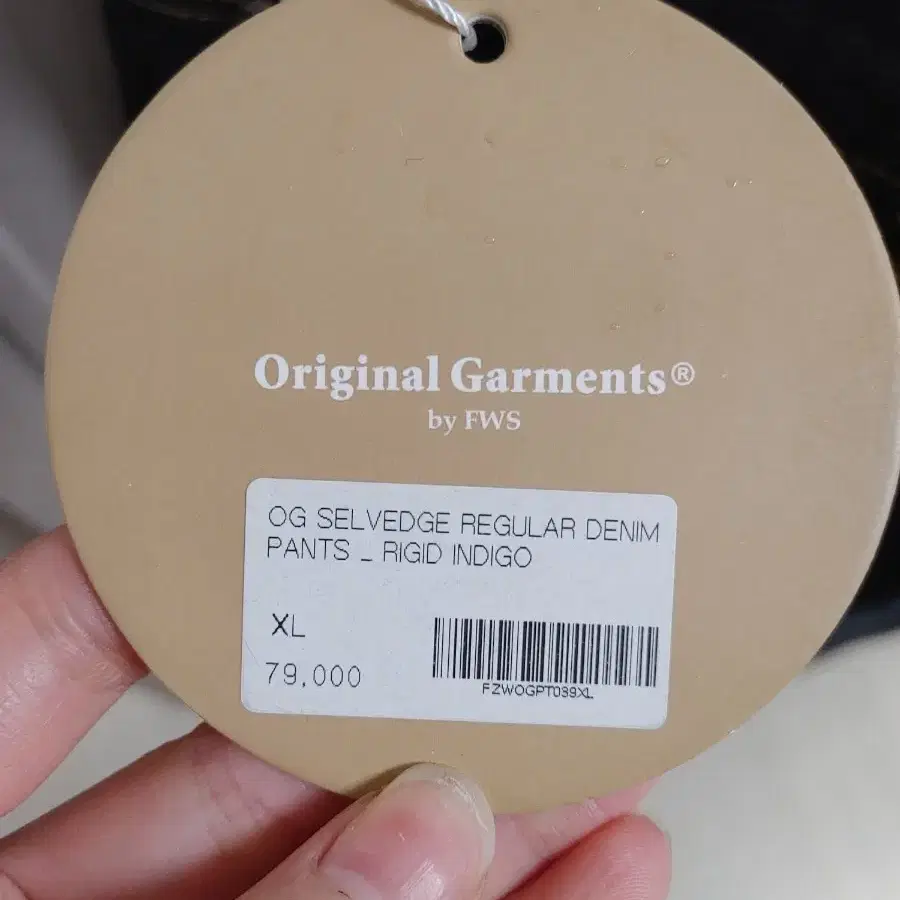 Original Garments®
by FWS
OG SELVEDGE REGULAR DENIM
PANTS _ RIGID INDIGO
XL
79,000
FZWOGPT039XL